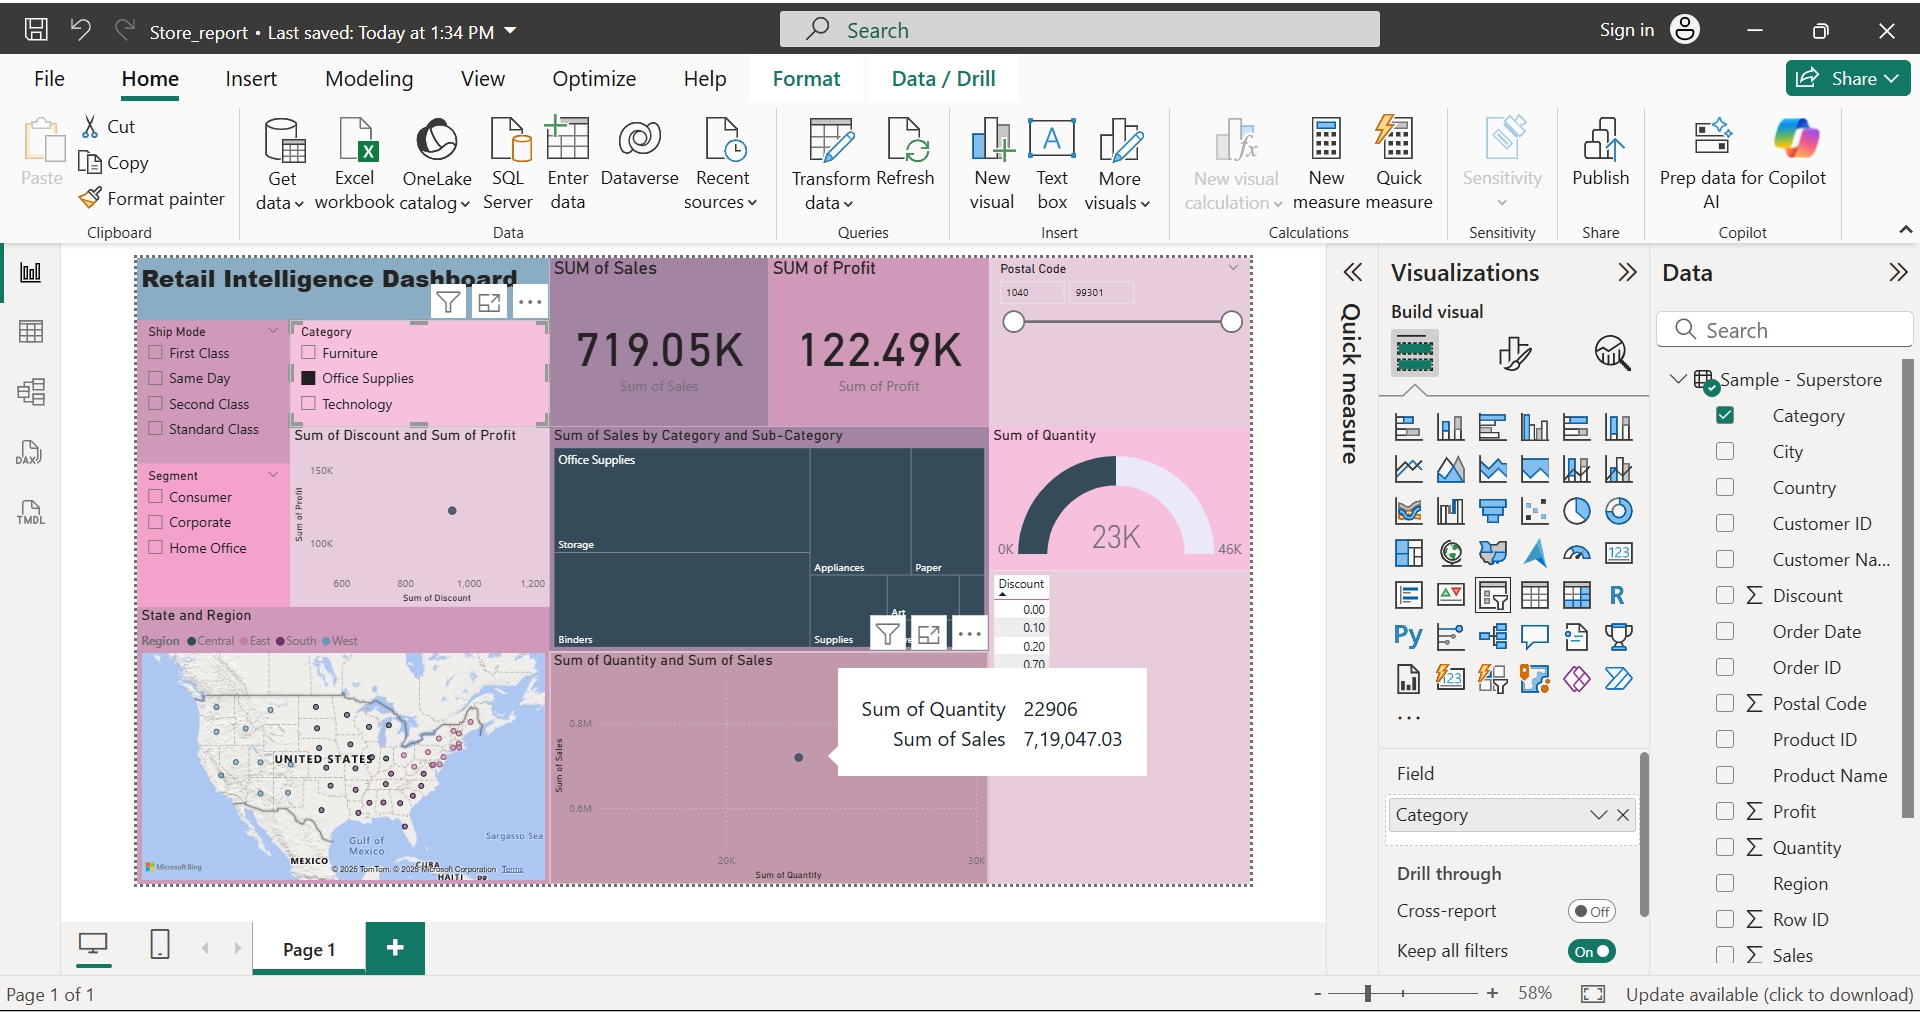 Store_report • Last saved: Today at 1:34 PM
Search
Sign in
File
Home
Insert
Modeling
View
Optimize
Help
Format
Data / Drill
Share
Paste
Cut
Copy
Format painter
Clipboard
Get data
Excel workbook
OneLake catalog
SQL Server
Enter data
Dataverse
Recent sources
Data
Transform data
Refresh
Queries
New visual
Text box
More visuals
Insert
New visual calculation
New measure
Quick measure
Calculations
Sensitivity
Sensitivity
Publish
Share
Prep data for AI
Copilot
Copilot
DAX
TMDL
Retail Intelligence Dashboard
Ship Mode
First Class
Same Day
Second Class
Standard Class
Category
Furniture
Office Supplies
Technology
SUM of Sales
719.05K
Sum of Sales
SUM of Profit
122.49K
Sum of Profit
Postal Code
1040
99301
Segment
Consumer
Corporate
Home Office
Sum of Discount and Sum of Profit
Sum of Profit
150K
100K
600
800
1,000
1,200
Sum of Discount
Sum of Sales by Category and Sub-Category
Office Supplies
Storage
Binders
Appliances
Paper
Supplies
Art
Sum of Quantity
23K
0K
46K
Discount
0.00
0.10
0.20
0.70
State and Region
Region Central East South West
UNITED STATES
MEXICO
Gulf of
Mexico
Sargasso Sea
CUBA
HAITI
PR
Microsoft Bing
© 2025 TomTom, © 2025 Microsoft Corporation Terms
Sum of Quantity and Sum of Sales
Sum of Sales
0.8M
0.6M
20K
30K
Sum of Quantity
Sum of Quantity 22906
Sum of Sales 7,19,047.03
Quick measure
Visualizations
Build visual
123
R
Py
123
Field
Category
Drill through
Cross-report
Off
Keep all filters
On
Data
Search
Sample - Superstore
Category
City
Country
Customer ID
Customer Na...
Discount
Order Date
Order ID
Postal Code
Product ID
Product Name
Profit
Quantity
Region
Row ID
Sales
Page 1
Page 1 of 1
58%
Update available (click to download)